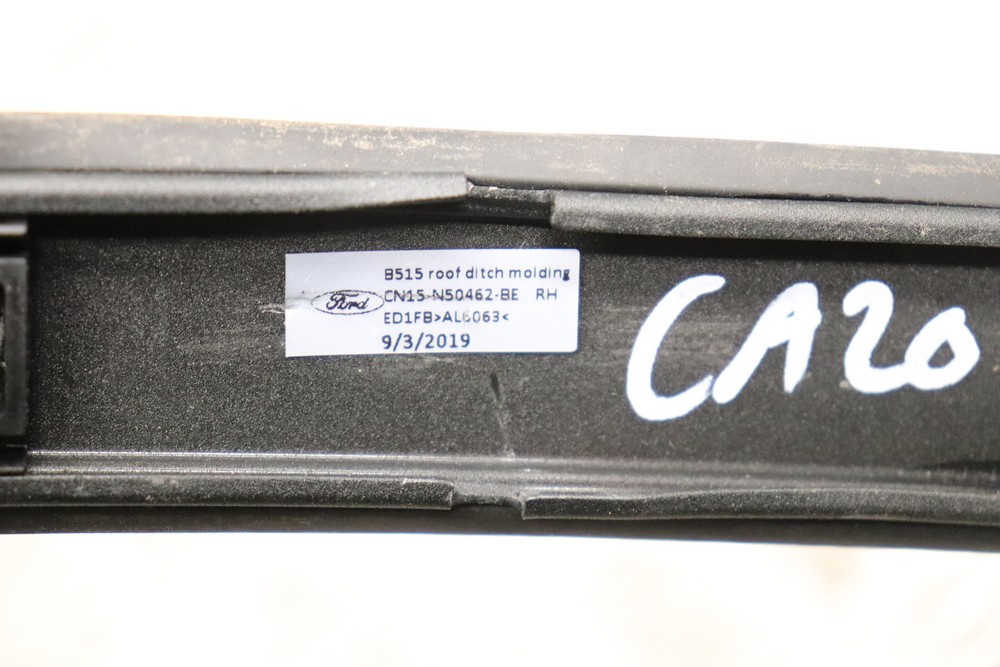 B515 roof ditch molding
Ford CN15-N50462-BE RH
ED1FB>AL6063<
9/3/2019
CA20